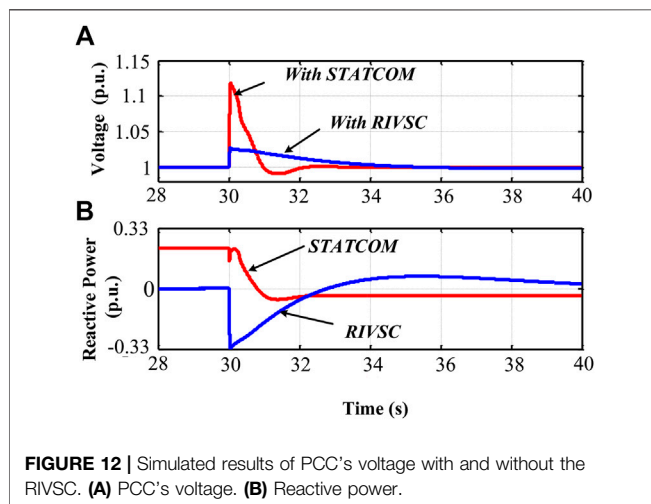 A
Voltage (p.u.)
1.15
1.1
1.05
1
With STATCOM
With RIVSC
28 30 32 34 36 38 40
B
Reactive Power
(p.u.)
0.33
0
-0.33
STATCOM
RIVSC
28 30 32 34 36 38 40
Time (s)
FIGURE 12 | Simulated results of PCC's voltage with and without the
RIVSC. (A) PCC's voltage. (B) Reactive power.